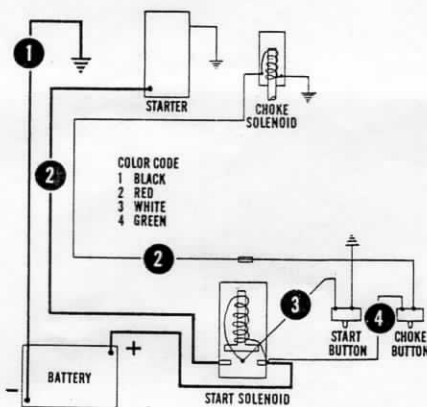 1
STARTER
CHOKE
SOLENOID
COLOR CODE
1 BLACK
2 RED
3 WHITE
4 GREEN
2
2
3
4
START
BUTTON
CHOKE
BUTTON
+
-
BATTERY
START SOLENOID